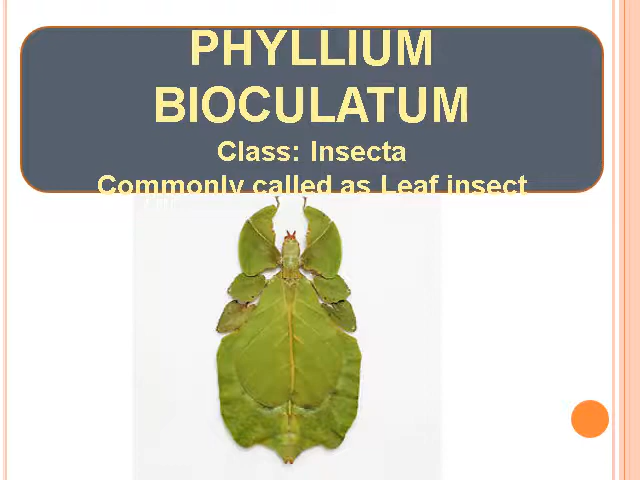 PHYLLIUM
BIOCULATUM
Class: Insecta
Commonly called as Leaf insect